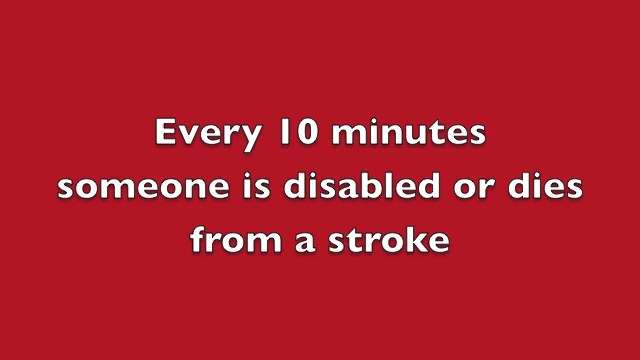 Every 10 minutes
someone is disabled or dies
from a stroke